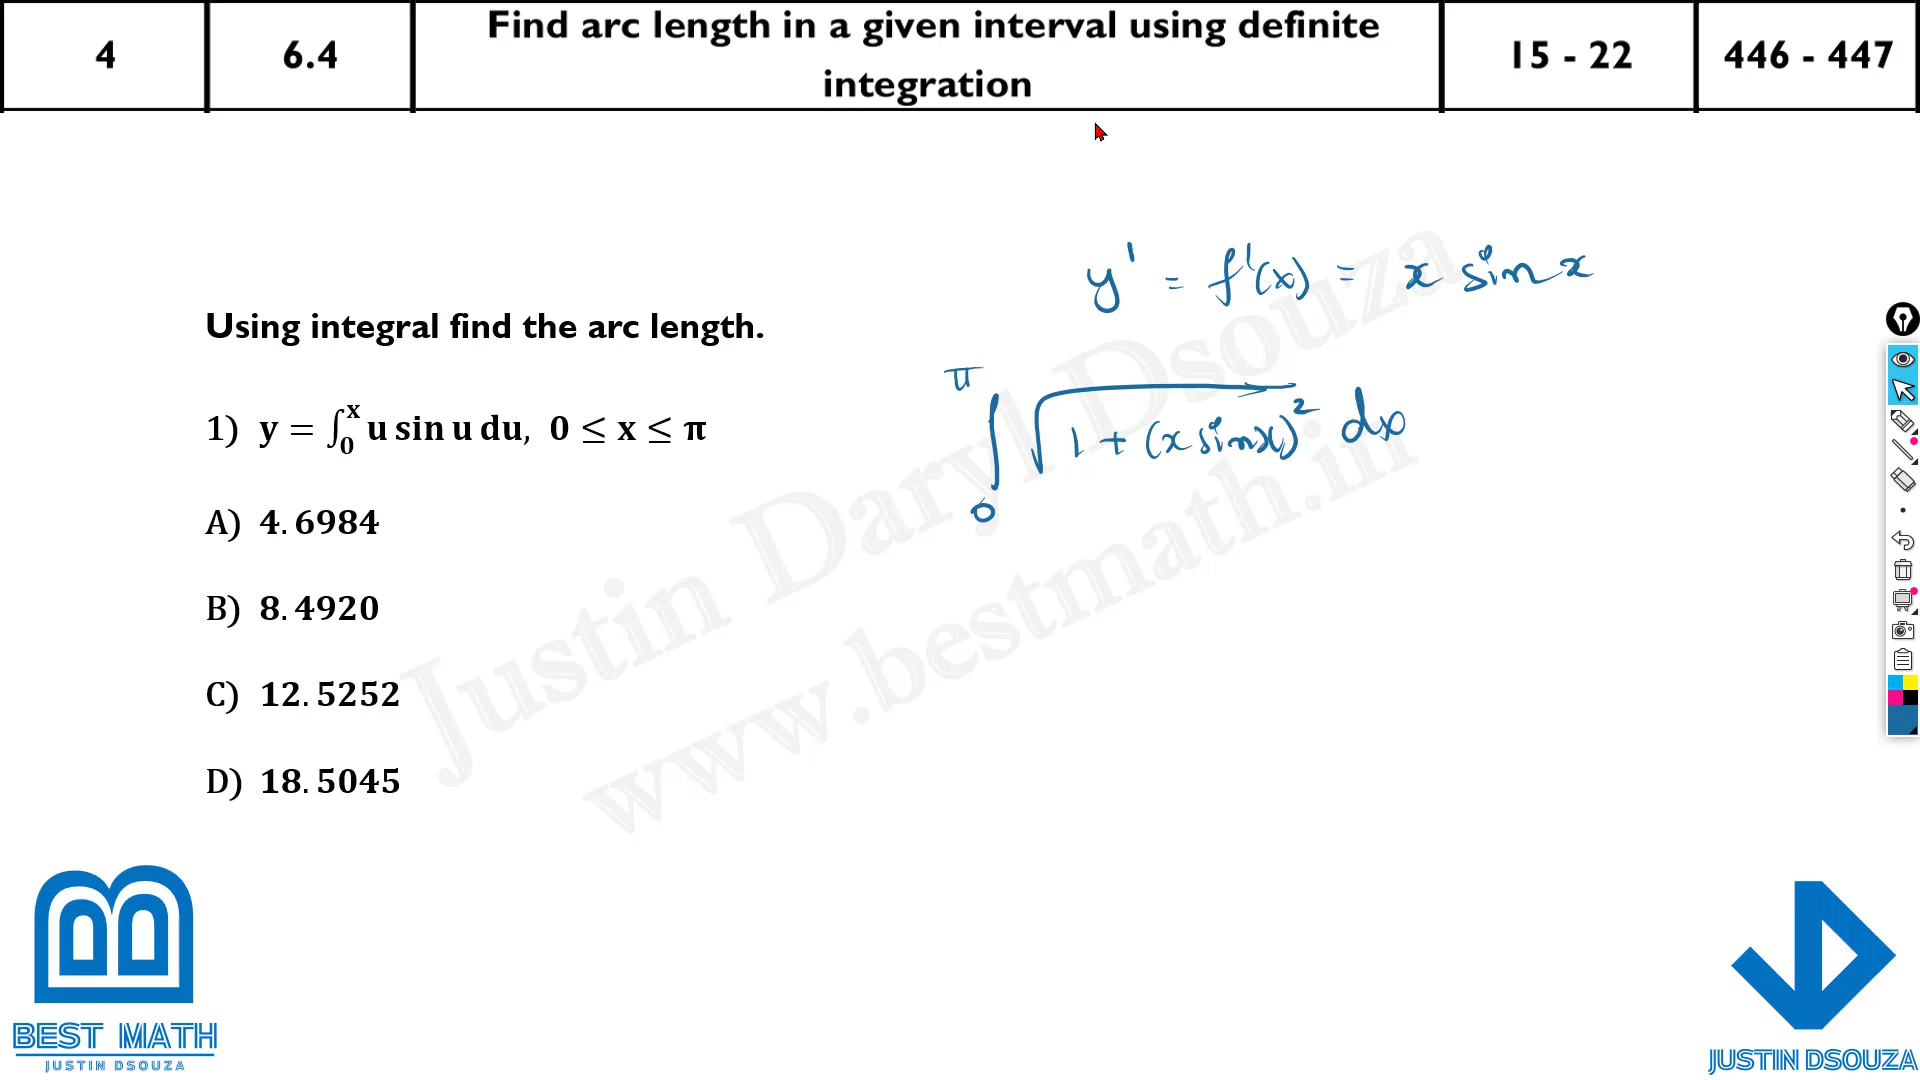 4 6.4 Find arc length in a given interval using definite integration 15 - 22 446 - 447
y' = f'(x) = x sin x
Using integral find the arc length.
∫₀^π √(1 + (x sin x)²) dx
1) y = ∫₀ˣ u sin u du, 0 ≤ x ≤ π
A) 4.6984
B) 8.4920
C) 12.5252
D) 18.5045
Justin Daryl Dsouza
www.bestmath.in
BEST MATH
JUSTIN DSOUZA
JUSTIN DSOUZA